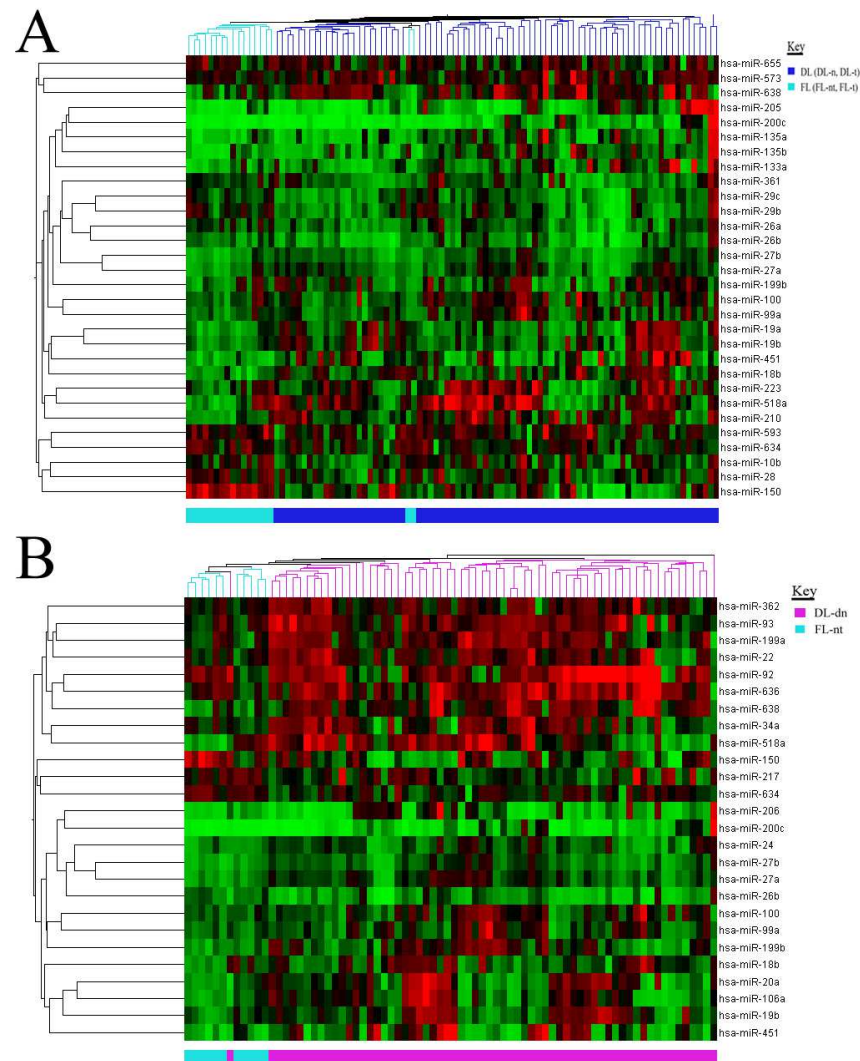 A
Key
DL (DL-n, DL-t)
FL (FL-nt, FL-t)
hsa-miR-655
hsa-miR-573
hsa-miR-638
hsa-miR-205
hsa-miR-200c
hsa-miR-135a
hsa-miR-135b
hsa-miR-133a
hsa-miR-361
hsa-miR-29c
hsa-miR-29b
hsa-miR-26a
hsa-miR-26b
hsa-miR-27b
hsa-miR-27a
hsa-miR-199b
hsa-miR-100
hsa-miR-99a
hsa-miR-19a
hsa-miR-19b
hsa-miR-451
hsa-miR-18b
hsa-miR-223
hsa-miR-518a
hsa-miR-210
hsa-miR-593
hsa-miR-634
hsa-miR-10b
hsa-miR-28
hsa-miR-150
B
Key
DL-dn
FL-nt
hsa-miR-362
hsa-miR-93
hsa-miR-199a
hsa-miR-22
hsa-miR-92
hsa-miR-636
hsa-miR-638
hsa-miR-34a
hsa-miR-518a
hsa-miR-150
hsa-miR-217
hsa-miR-634
hsa-miR-206
hsa-miR-200c
hsa-miR-24
hsa-miR-27b
hsa-miR-27a
hsa-miR-26b
hsa-miR-100
hsa-miR-99a
hsa-miR-199b
hsa-miR-18b
hsa-miR-20a
hsa-miR-106a
hsa-miR-19b
hsa-miR-451